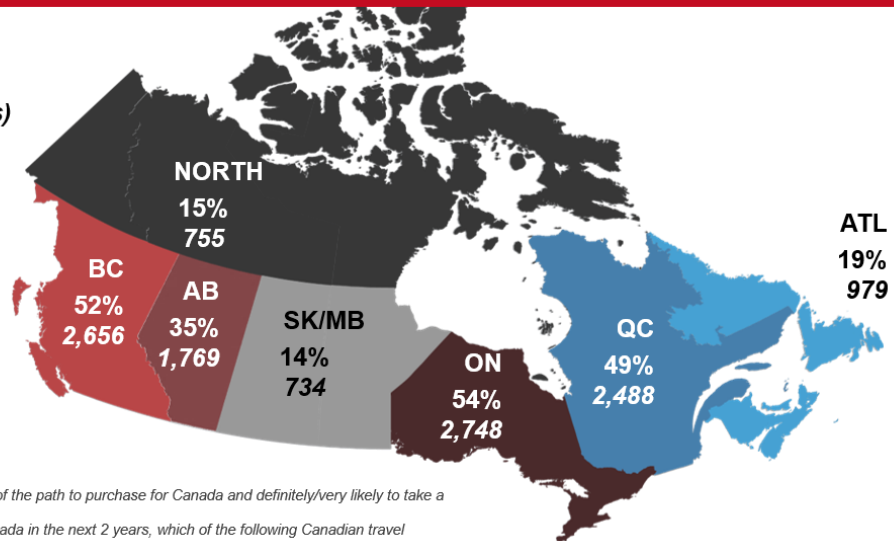 s)
NORTH
15%
755
ATL
19%
979
BC
52%
2,656
AB
35%
1,769
SK/MB
14%
734
QC
49%
2,488
ON
54%
2,748
of the path to purchase for Canada and definitely/very likely to take a
ada in the next 2 years, which of the following Canadian travel